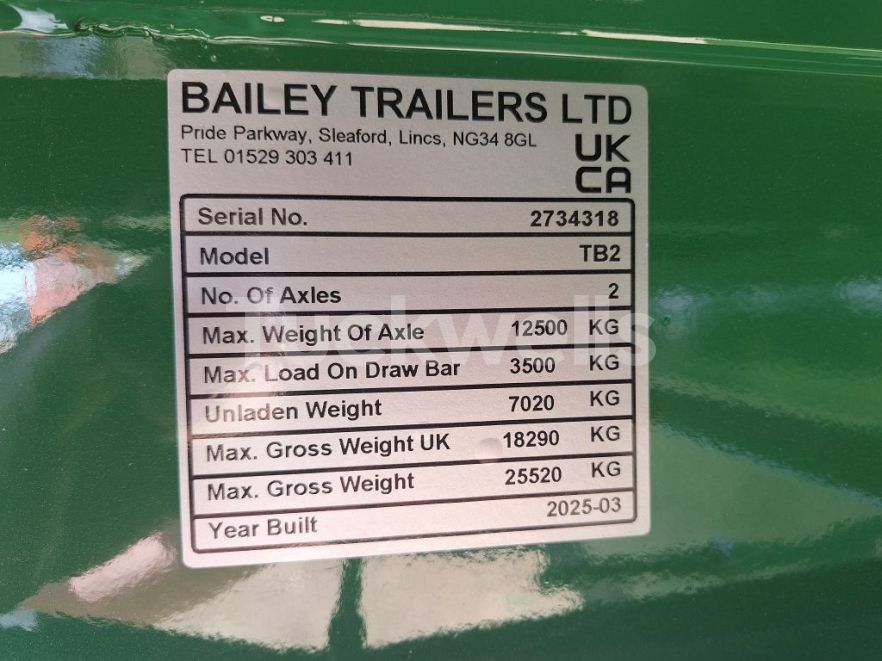 BAILEY TRAILERS LTD
Pride Parkway, Sleaford, Lincs, NG34 8GL
TEL 01529 303 411
UK
CA
Serial No. 2734318
Model TB2
No. Of Axles 2
Max. Weight Of Axle 12500 KG
Max. Load On Draw Bar 3500 KG
Unladen Weight 7020 KG
Max. Gross Weight UK 18290 KG
Max. Gross Weight 25520 KG
Year Built 2025-03
Tuckwells